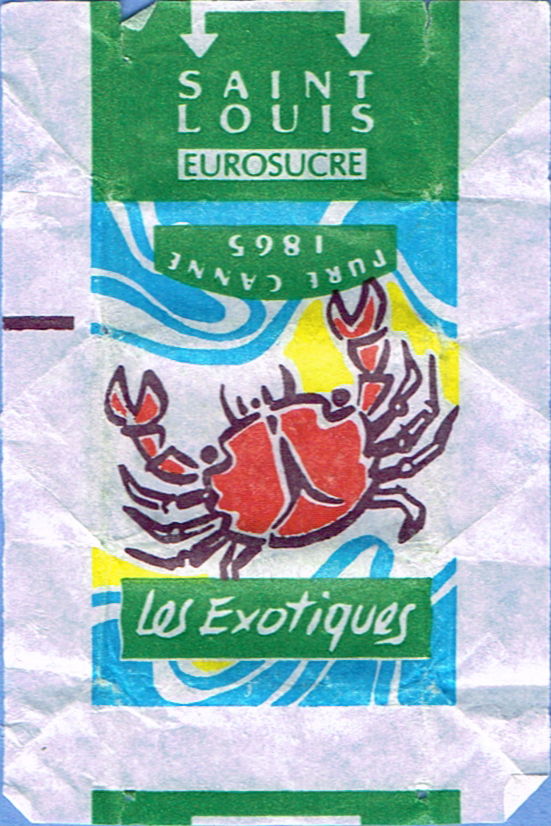 SAINT
LOUIS
EUROSUCRE
1865
PURE CANNE
Les Exotiques